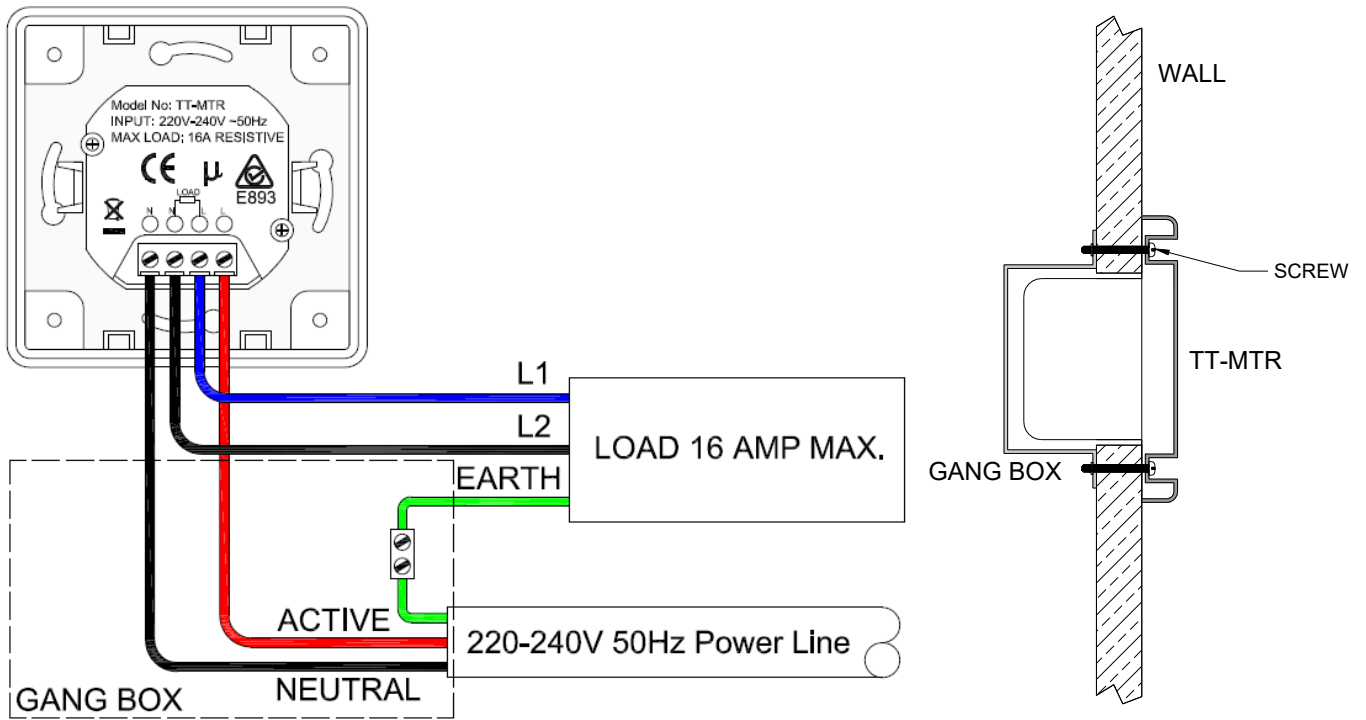 Model No: TT-MTR
INPUT: 220V-240V ~50Hz
MAX LOAD; 16A RESISTIVE
CE µ
E893
LOAD
N N L L
L1
L2
LOAD 16 AMP MAX.
EARTH
ACTIVE
220-240V 50Hz Power Line
NEUTRAL
GANG BOX
WALL
SCREW
TT-MTR
GANG BOX